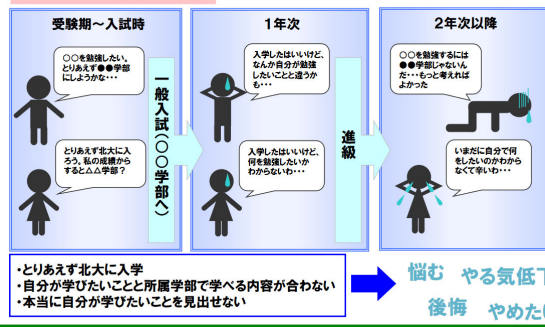 受験期～入試時
○○を勉強したい。
とりあえず●●学部
にしようかな・・・
とりあえず北大に入
ろう。私の成績から
すると△△学部？
一般入試(○○学部へ)
1年次
入学したはいいけど、
なんか自分が勉強
したいことと違うか
も・・・
入学したはいいけど、
何を勉強したいか
わからないわ・・・
進級
2年次以降
○○を勉強するには
●●学部じゃないん
だ・・・もっと考えれば
よかった
いまだに自分で何
をしたいのかわから
なくて辛いわ・・・
・とりあえず北大に入学
・自分が学びたいことと所属学部で学べる内容が合わない
・本当に自分が学びたいことを見出せない
悩む やる気低下
後悔 やめたい